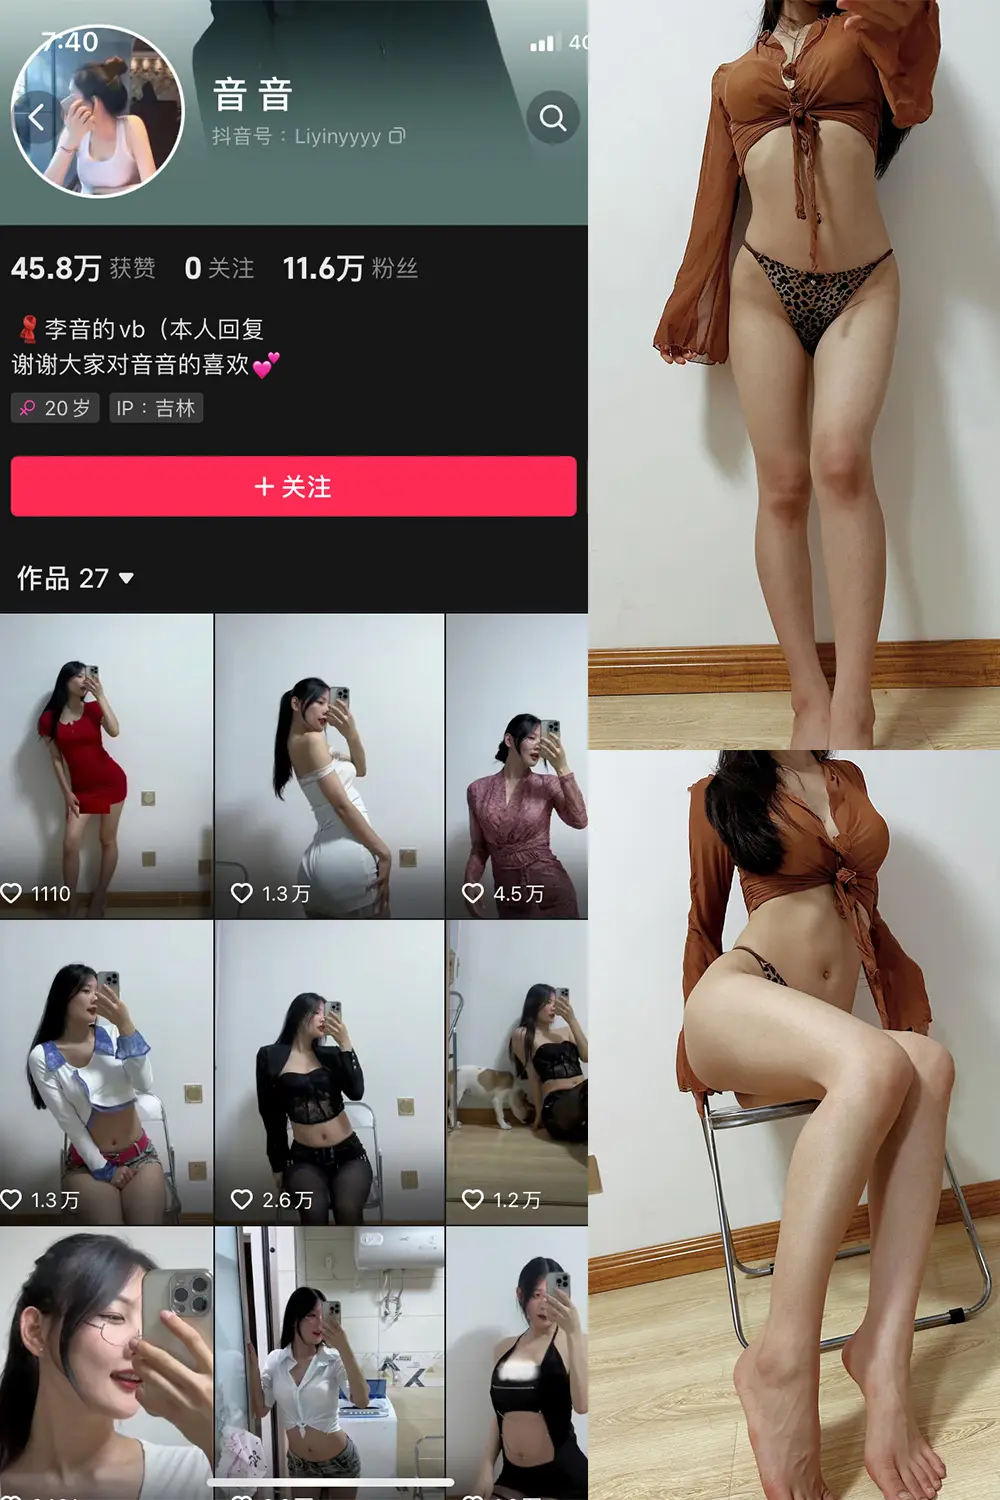 7:40
音音
抖音号：Liyinyyyy
45.8万 获赞 0 关注 11.6万 粉丝
李音的vb（本人回复
谢谢大家对音音的喜欢
20岁 IP：吉林
+ 关注
作品 27
1110 1.3万 4.5万
1.3万 2.6万 1.2万